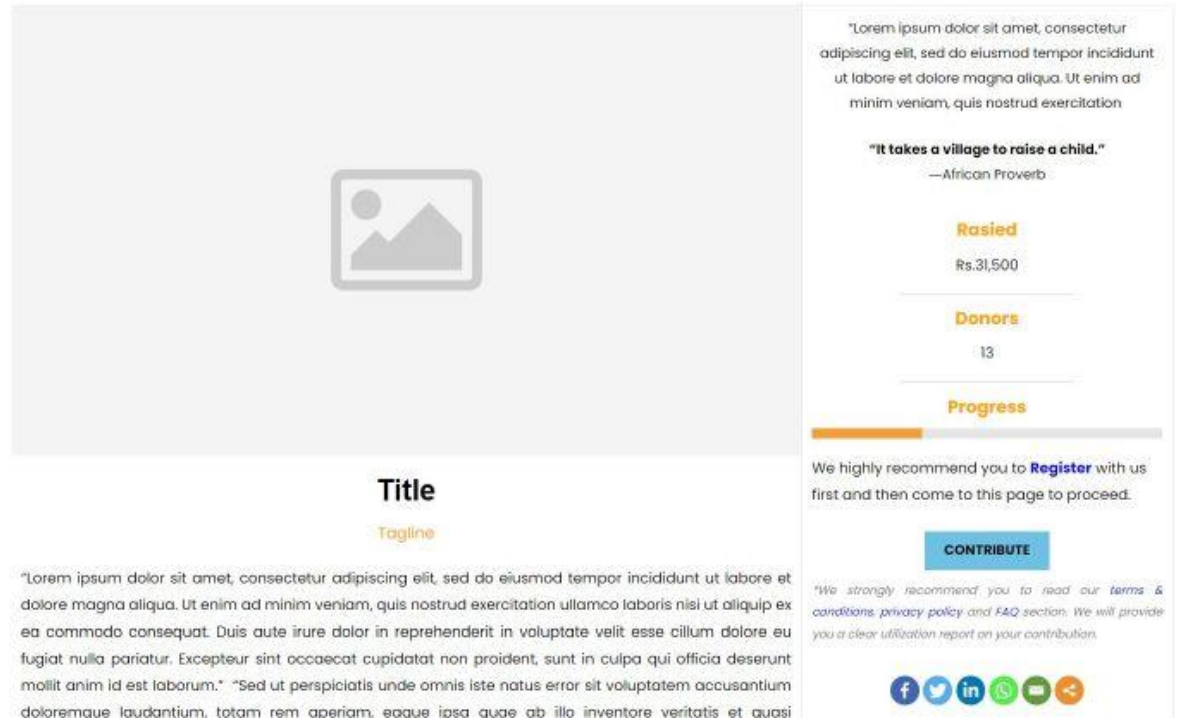 Title
Tagline
"Lorem ipsum dolor sit amet, consectetur adipiscing elit, sed do eiusmod tempor incididunt ut labore et
dolore magna aliqua. Ut enim ad minim veniam, quis nostrud exercitation ullamco laboris nisi ut aliquip ex
ea commodo consequat. Duis aute irure dolor in reprehenderit in voluptate velit esse cillum dolore eu
fugiat nulla pariatur. Excepteur sint occaecat cupidatat non proident, sunt in culpa qui officia deserunt
mollit anim id est laborum." "Sed ut perspiciatis unde omnis iste natus error sit voluptatem accusantium
doloremque laudantium, totam rem aperiam, eaque ipsa quae ab illo inventore veritatis et quasi
"Lorem ipsum dolor sit amet, consectetur
adipiscing elit, sed do eiusmod tempor incididunt
ut labore et dolore magna aliqua. Ut enim ad
minim veniam, quis nostrud exercitation
"It takes a village to raise a child."
—African Proverb
Rasied
Rs.31,500
Donors
13
Progress
We highly recommend you to Register with us
first and then come to this page to proceed.
CONTRIBUTE
"We strongly recommend you to read our terms &
conditions, privacy policy and FAQ section. We will provide
you a clear utilization report on your contribution.